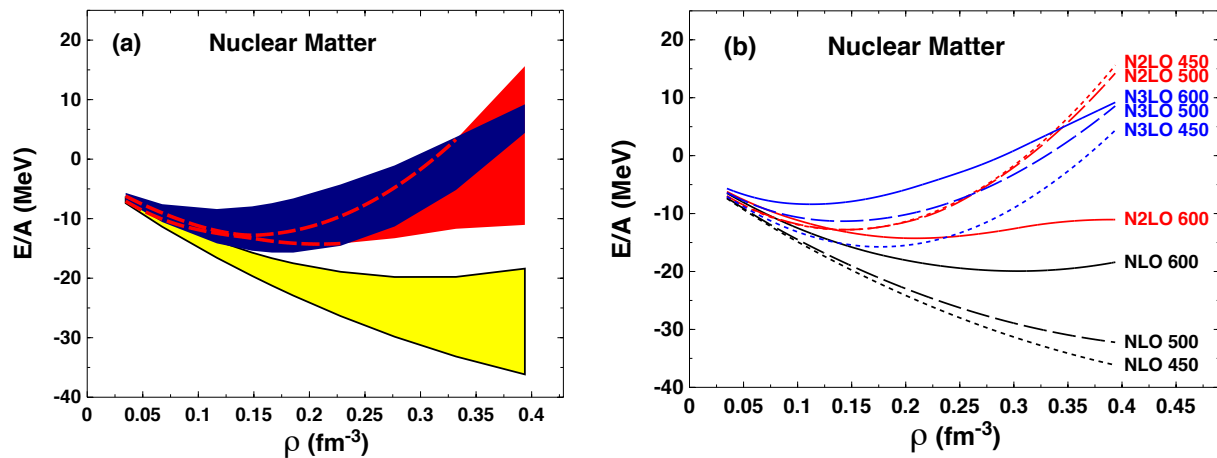 (a) Nuclear Matter
E/A (MeV)
20
10
0
-10
-20
-30
-40
0 0.05 0.1 0.15 0.2 0.25 0.3 0.35 0.4
ρ (fm-3)
(b) Nuclear Matter
E/A (MeV)
20
10
0
-10
-20
-30
-40
0.05 0.1 0.15 0.2 0.25 0.3 0.35 0.4 0.45
ρ (fm-3)
N2LO 450
N2LO 500
N3LO 600
N3LO 500
N3LO 450
N2LO 600
NLO 600
NLO 500
NLO 450